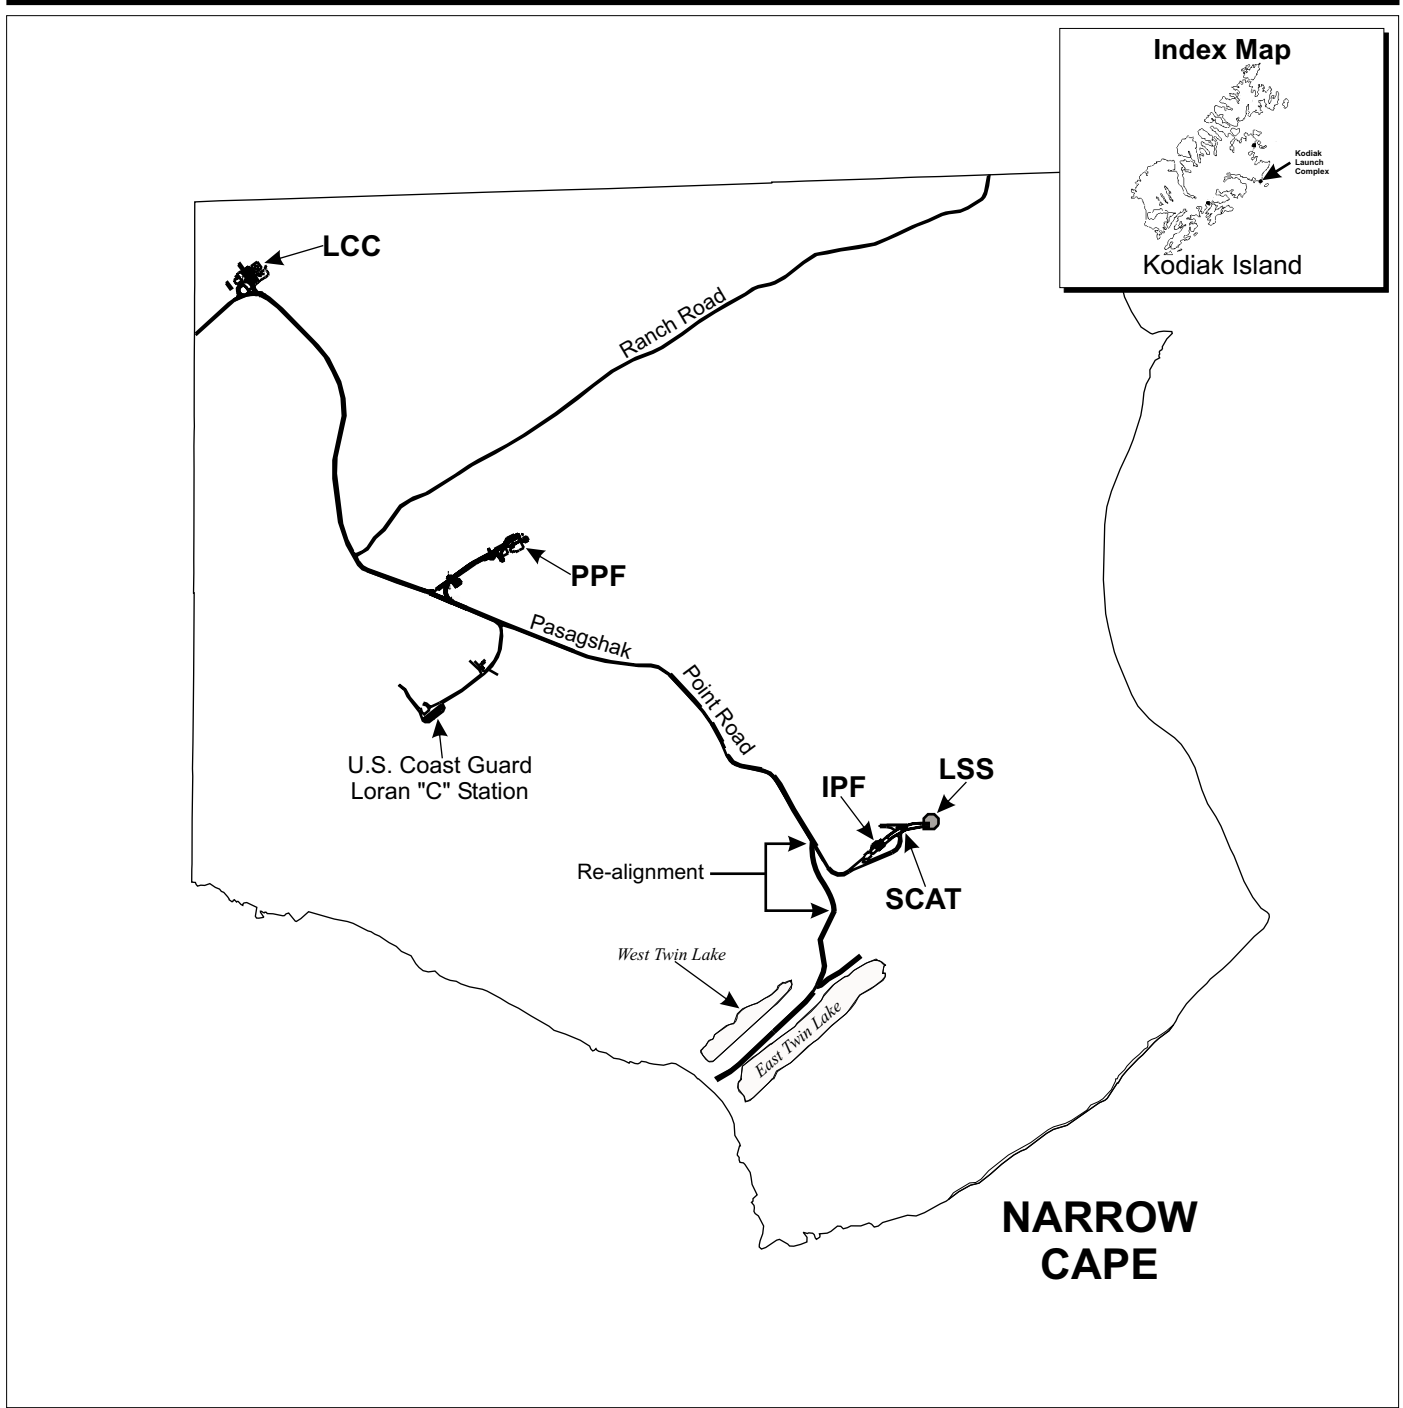 Index Map
Kodiak
Launch
Complex
Kodiak Island
LCC
Ranch Road
PPF
Pasagshak
Point Road
U.S. Coast Guard
Loran "C" Station
IPF
LSS
Re-alignment
SCAT
West Twin Lake
East Twin Lake
NARROW
CAPE